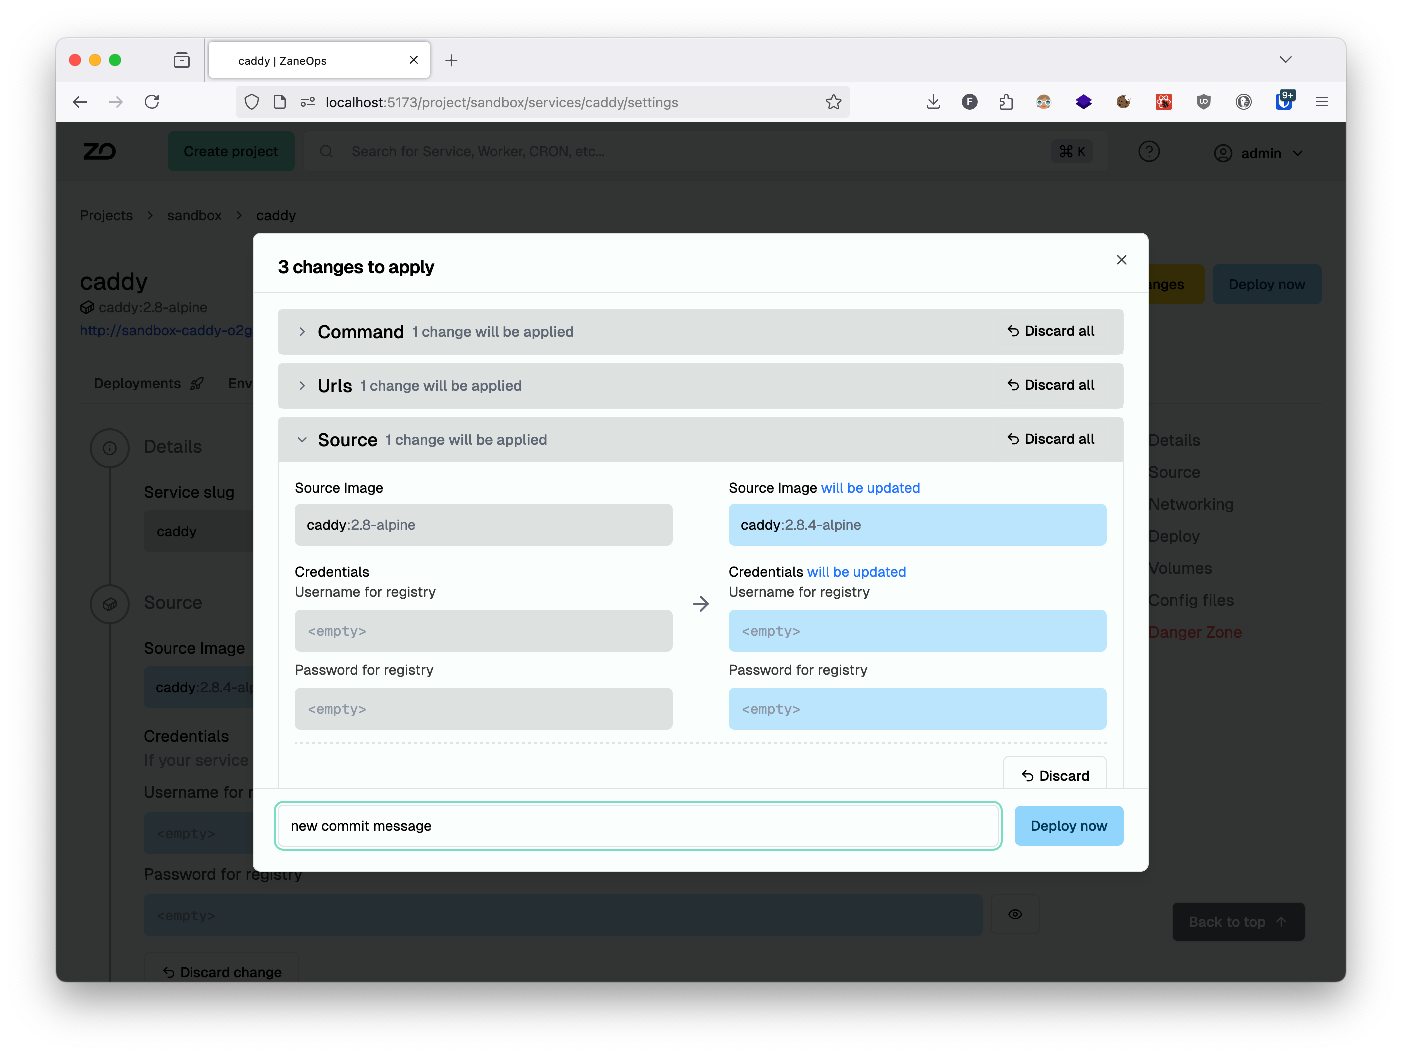 caddy | ZaneOps
localhost:5173/project/sandbox/services/caddy/settings
9+
ZO
Create project
Search for Service, Worker, CRON, etc...
⌘ K
admin
Projects > sandbox > caddy
caddy
caddy:2.8-alpine
http://sandbox-caddy-o2g
anges
Deploy now
Deployments
Env
Details
Service slug
caddy
Source
Source Image
caddy:2.8.4-alp
Credentials
If your service
Username for r
<empty>
Password for registry
<empty>
Discard change
Details
Source
Networking
Deploy
Volumes
Config files
Danger Zone
Back to top
3 changes to apply
Command 1 change will be applied
Discard all
Urls 1 change will be applied
Discard all
Source 1 change will be applied
Discard all
Source Image
caddy:2.8-alpine
Credentials
Username for registry
<empty>
Password for registry
<empty>
Source Image will be updated
caddy:2.8.4-alpine
Credentials will be updated
Username for registry
<empty>
Password for registry
<empty>
Discard
new commit message
Deploy now